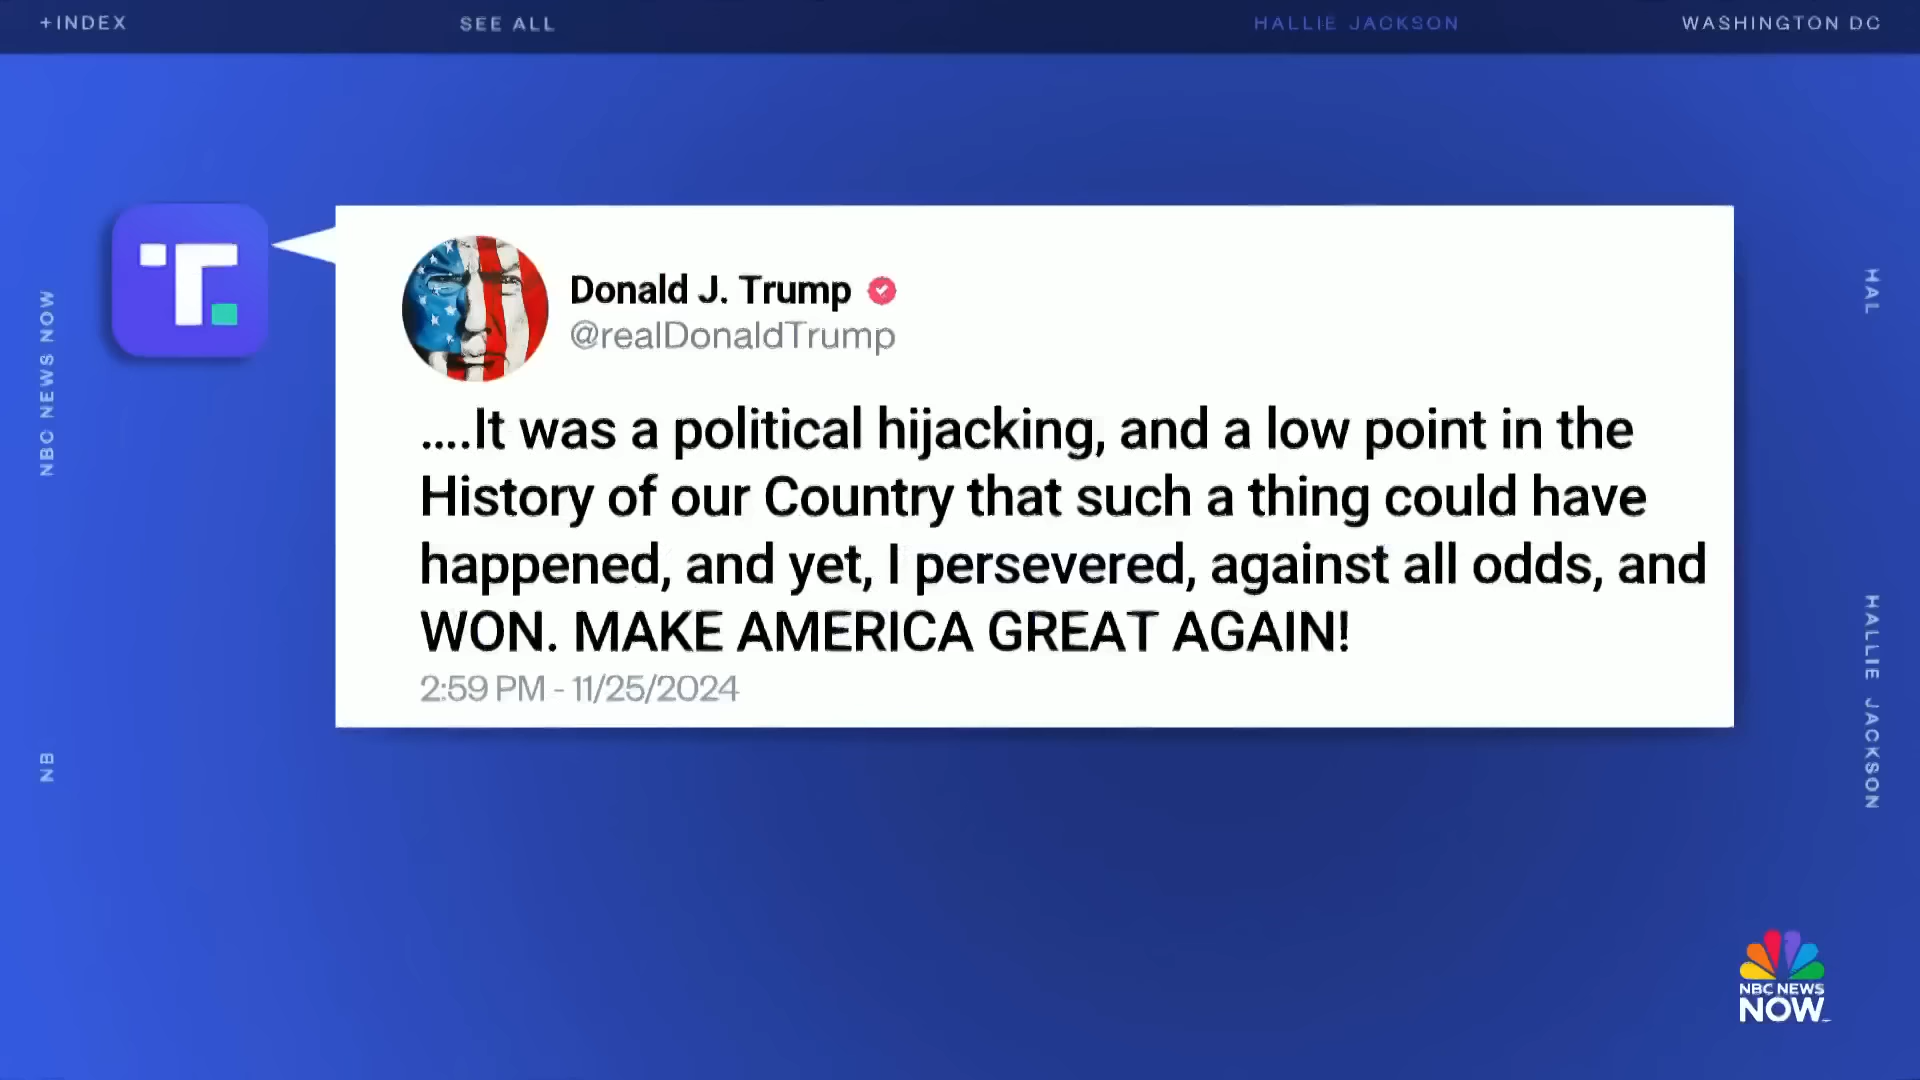 +INDEX
SEE ALL
HALLIE JACKSON
WASHINGTON DC
NBC NEWS NOW
NB
T.
Donald J. Trump
@realDonaldTrump
....It was a political hijacking, and a low point in the
History of our Country that such a thing could have
happened, and yet, I persevered, against all odds, and
WON. MAKE AMERICA GREAT AGAIN!
2:59 PM - 11/25/2024
HAL
HALLIE JACKSON
NBC NEWS
NOW